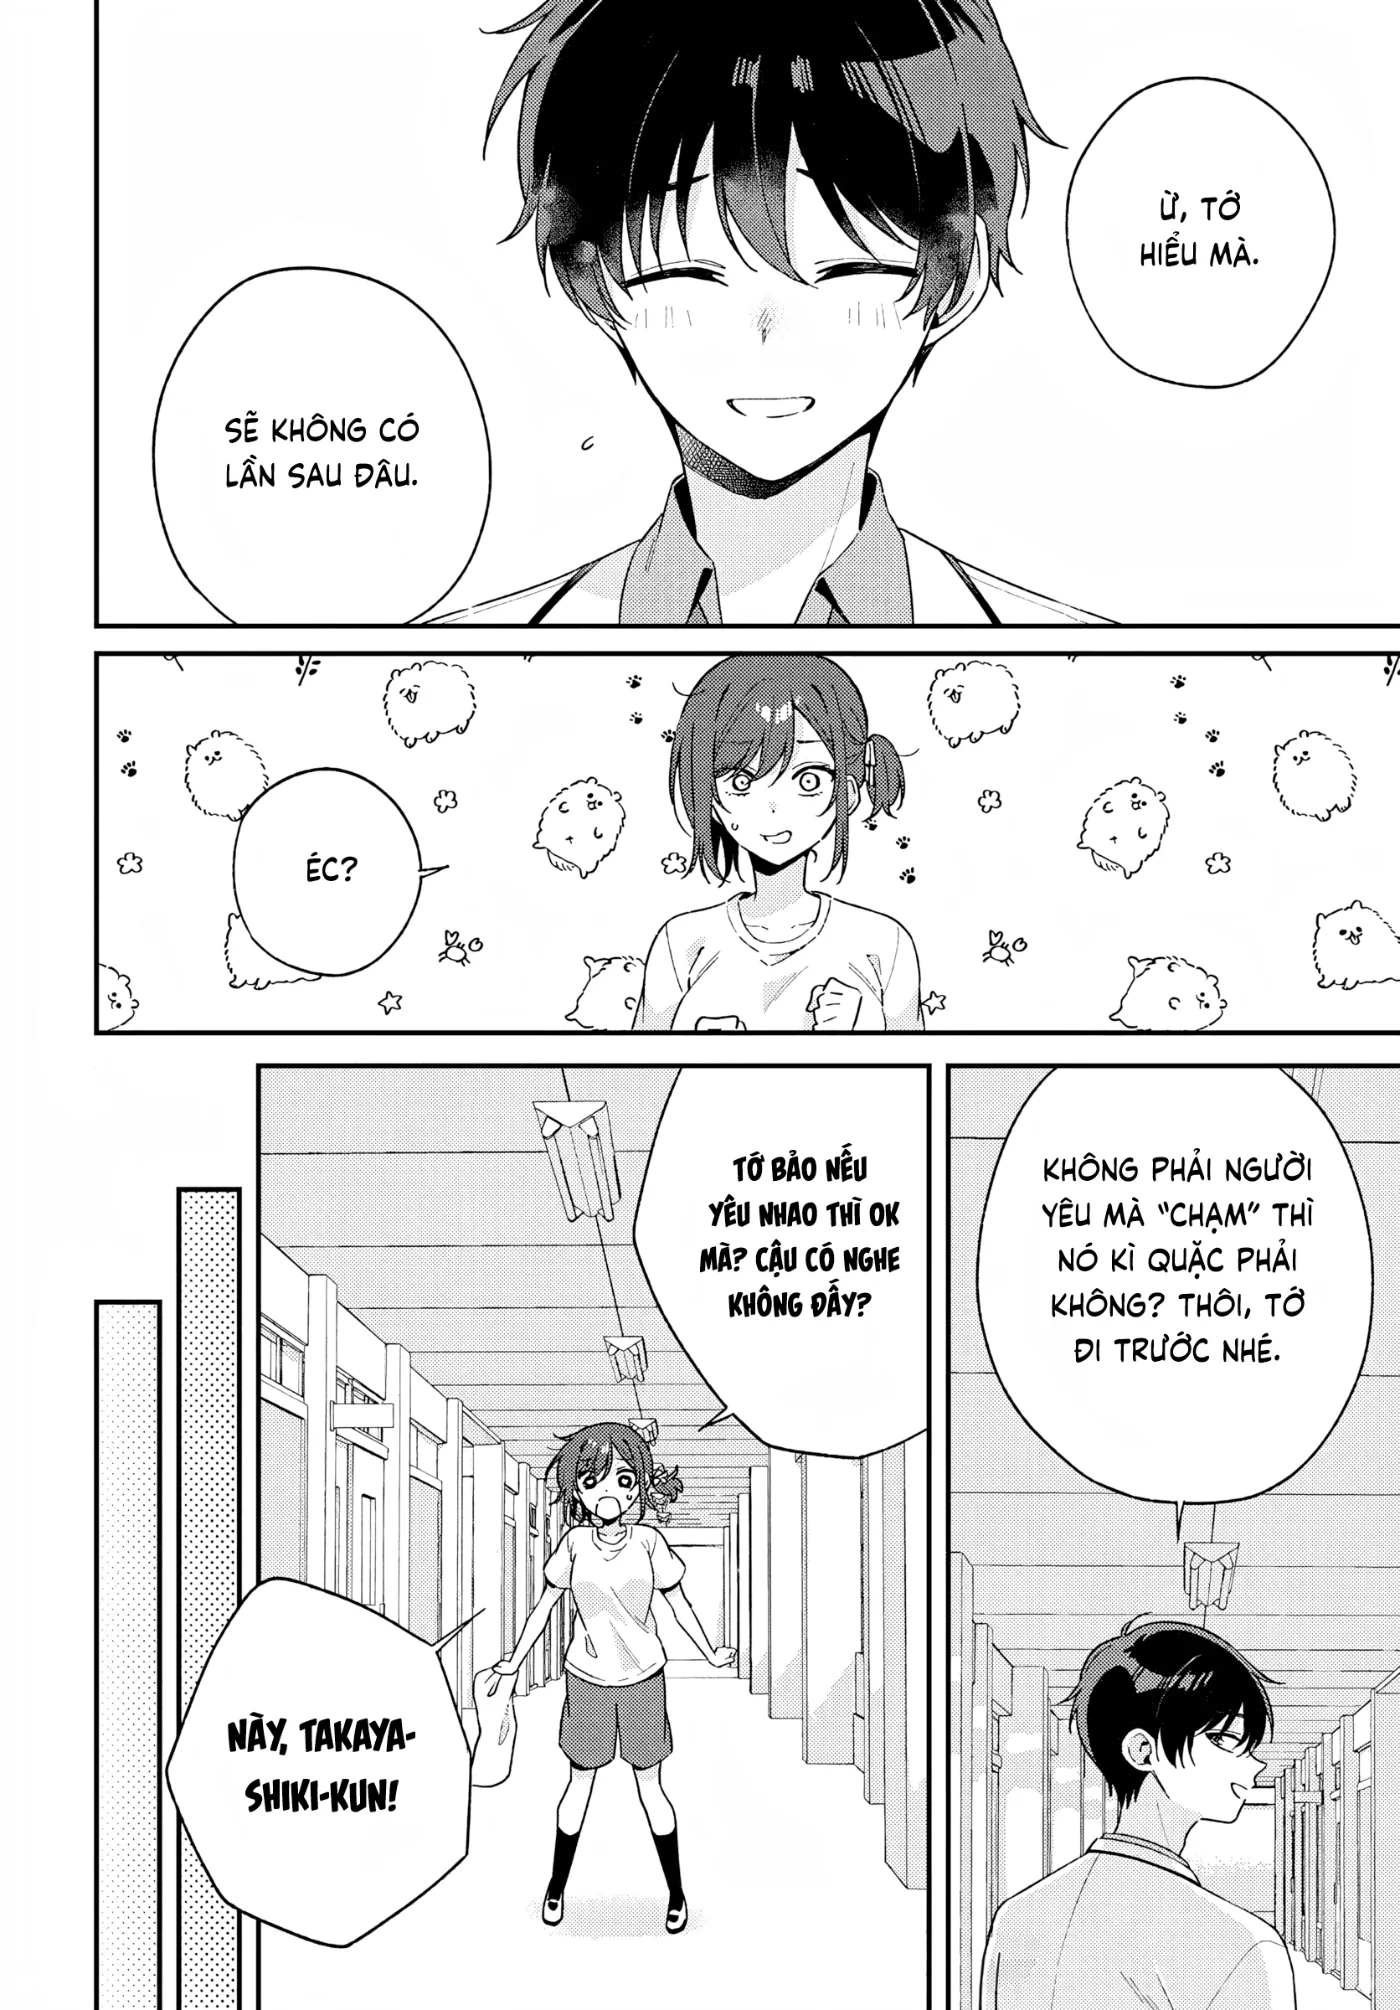 Ừ, TỚ
HIỂU MÀ.
SẼ KHÔNG CÓ
LẦN SAU ĐÂU.
ÉC?
KHÔNG PHẢI NGƯỜI
YÊU MÀ “CHẠM” THÌ
NÓ KÌ QUẶC PHẢI
KHÔNG? THÔI, TỚ
ĐI TRƯỚC NHÉ.
TỚ BẢO NẾU
YÊU NHAO THÌ OK
MÀ? CẬU CÓ NGHE
KHÔNG ĐẤY?
NÀY, TAKAYA-
SHIKI-KUN!